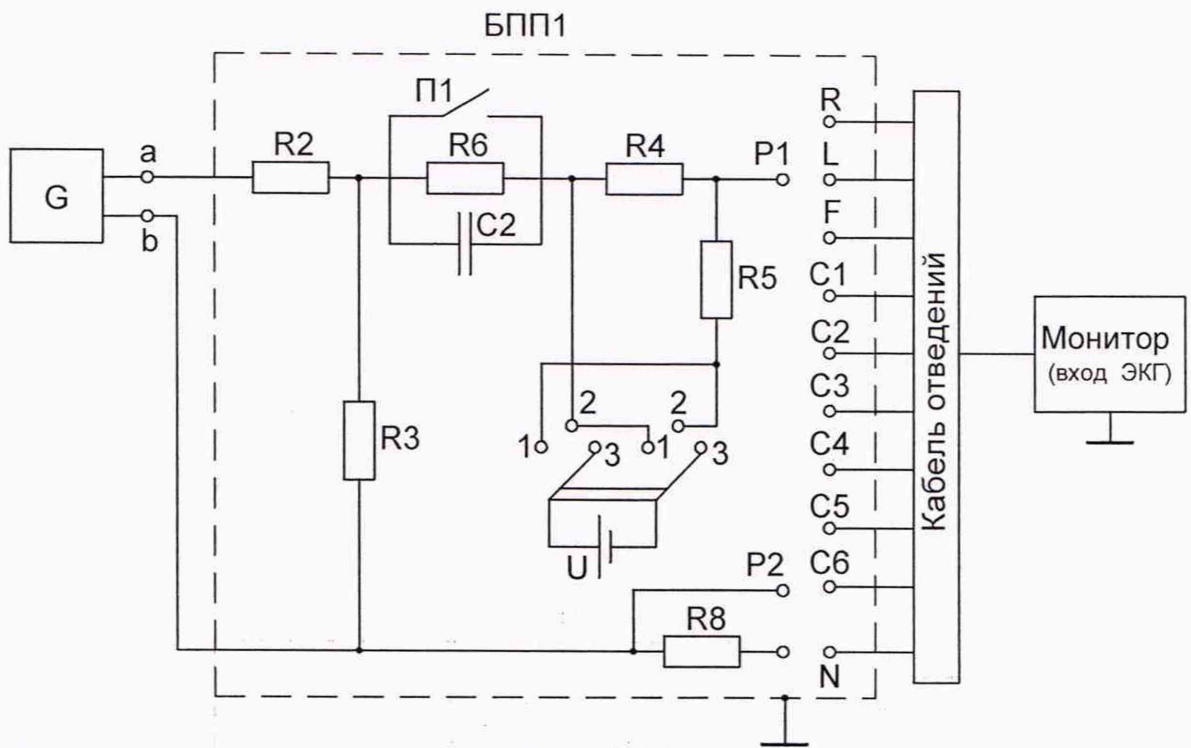 БПП1
П1
R
a
R2
R6
R4
P1
L
G
C2
F
b
R5
C1
Кабель отведений
C2
Монитор
(вход ЭКГ)
C3
2
2
R3
1
3
1
3
C4
C5
U
P2
C6
R8
N